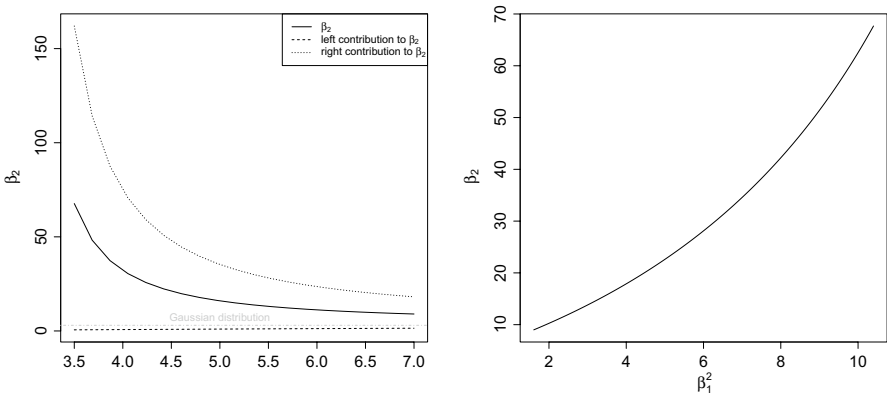 β₂
left contribution to β₂
right contribution to β₂
Gaussian distribution
β₂
0
50
100
150
3.5 4.0 4.5 5.0 5.5 6.0 6.5 7.0
β₂
10
20
30
40
50
60
70
2 4 6 8 10
β₁²